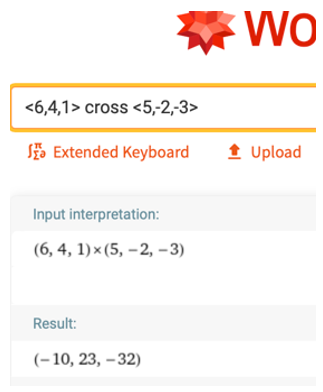 Wo
<6,4,1> cross <5,-2,-3>
Extended Keyboard Upload
Input interpretation:
(6, 4, 1)×(5, −2, −3)
Result:
(−10, 23, −32)